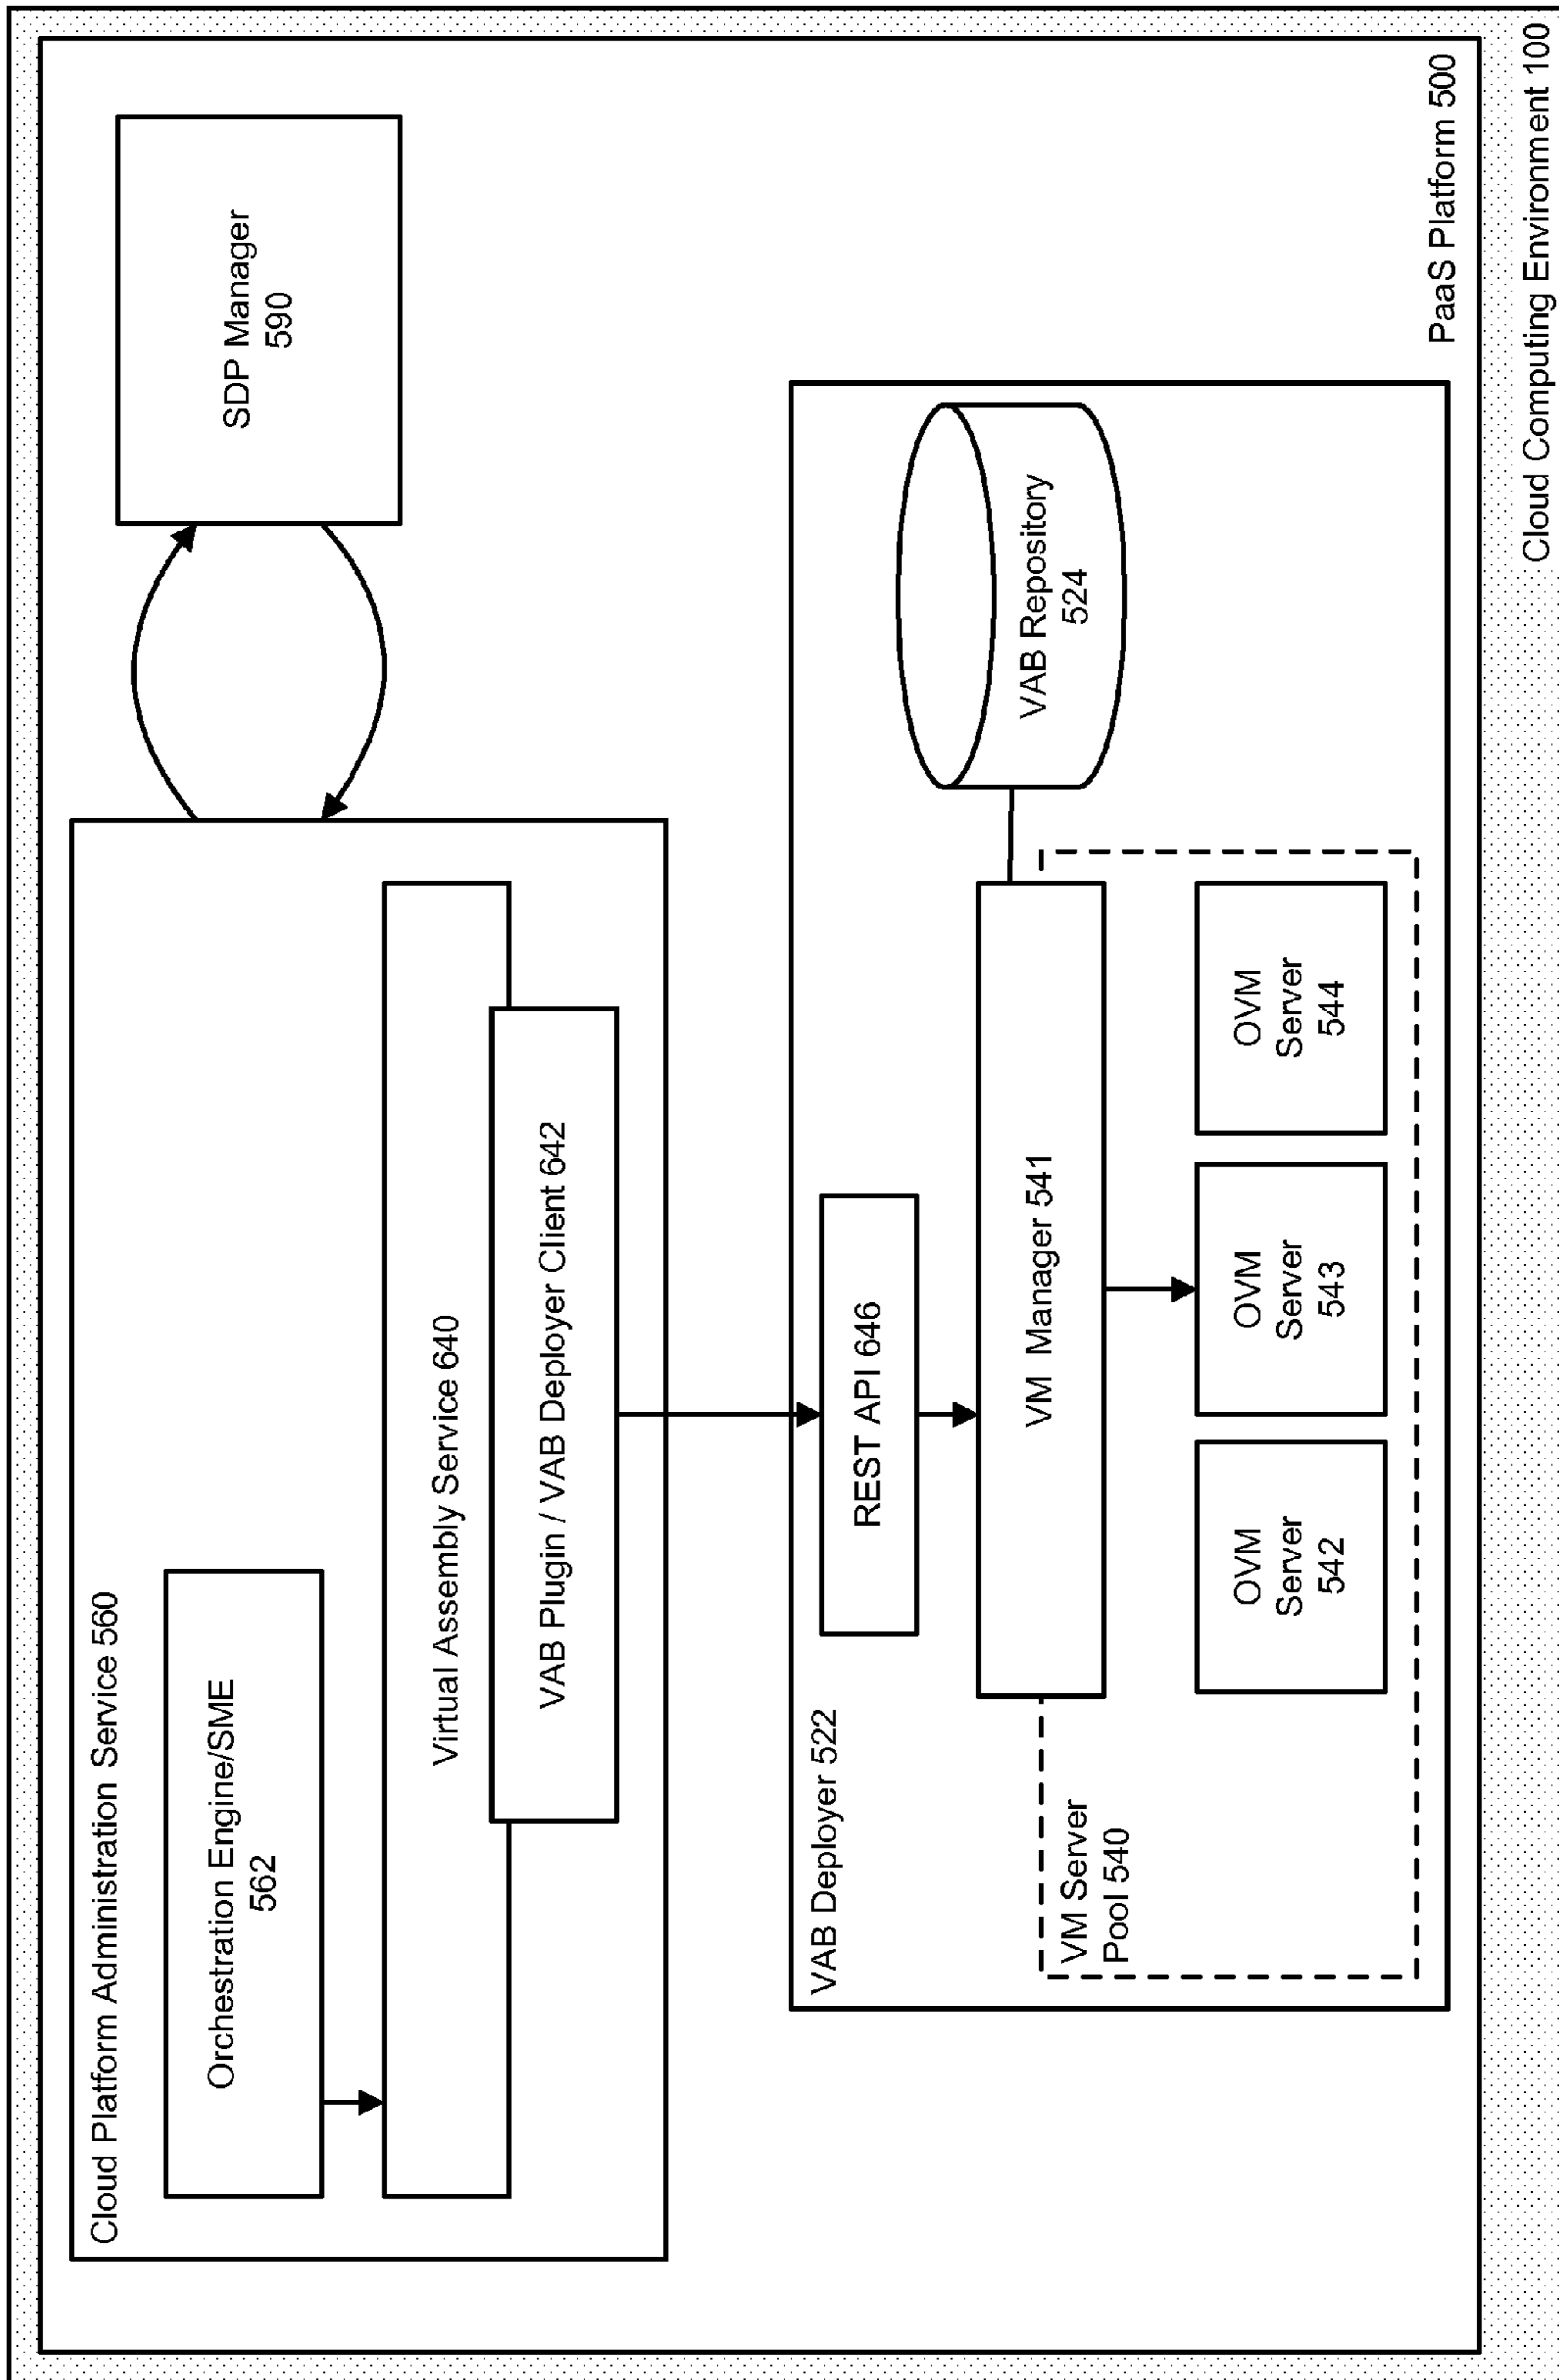 Cloud Platform Administration Service 560
Orchestration Engine/SME
562
Virtual Assembly Service 640
VAB Plugin / VAB Deployer Client 642
SDP Manager
590
VAB Deployer 522
REST API 646
VM Manager 541
VAB Repository
524
VM Server
Pool 540
OVM
Server
542
OVM
Server
543
OVM
Server
544
PaaS Platform 500
Cloud Computing Environment 100